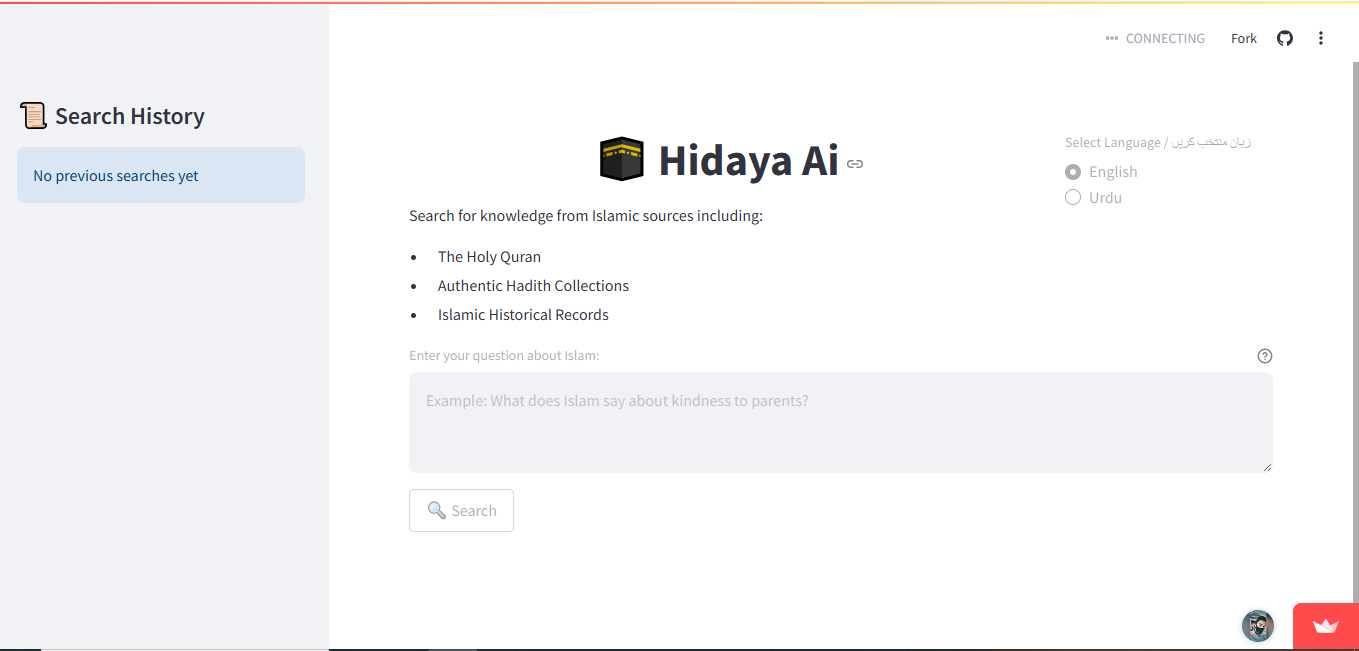 CONNECTING Fork
Search History
No previous searches yet
Hidaya Ai
Select Language / زبان منتخب کریں
English
Urdu
Search for knowledge from Islamic sources including:
• The Holy Quran
• Authentic Hadith Collections
• Islamic Historical Records
Enter your question about Islam:
Example: What does Islam say about kindness to parents?
Search